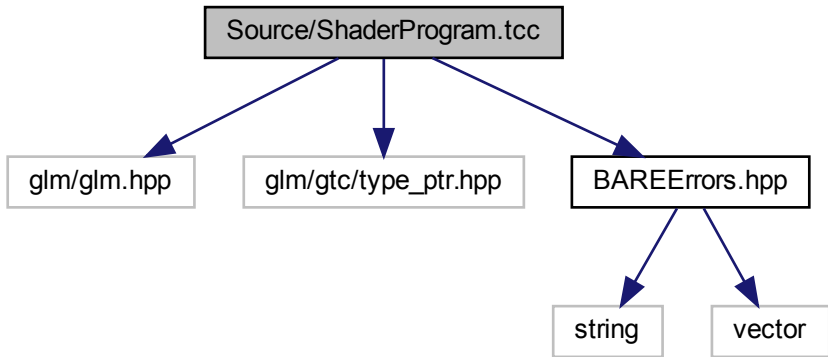 Source/ShaderProgram.tcc
glm/glm.hpp
glm/gtc/type_ptr.hpp
BAREErrors.hpp
string
vector